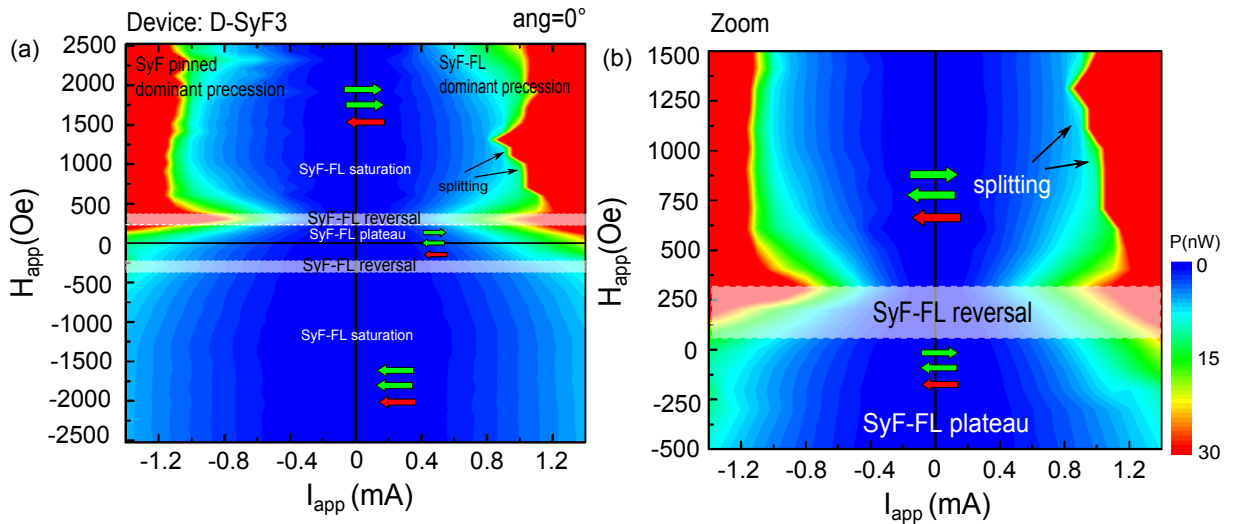 Device: D-SyF3
ang=0°
(a)
SyF pinned
dominant precession
SyF-FL
dominant precession
SyF-FL saturation
splitting
SyF-FL reversal
SyF-FL plateau
SyF-FL reversal
SyF-FL saturation
2500
2000
1500
1000
500
0
-500
-1000
-1500
-2000
-2500
H_app(Oe)
-1.2 -0.8 -0.4 0 0.4 0.8 1.2
I_app (mA)
Zoom
(b)
splitting
SyF-FL reversal
SyF-FL plateau
1500
1250
1000
750
500
250
0
-250
-500
H_app(Oe)
-1.2 -0.8 -0.4 0 0.4 0.8 1.2
I_app (mA)
P(nW)
0
15
30